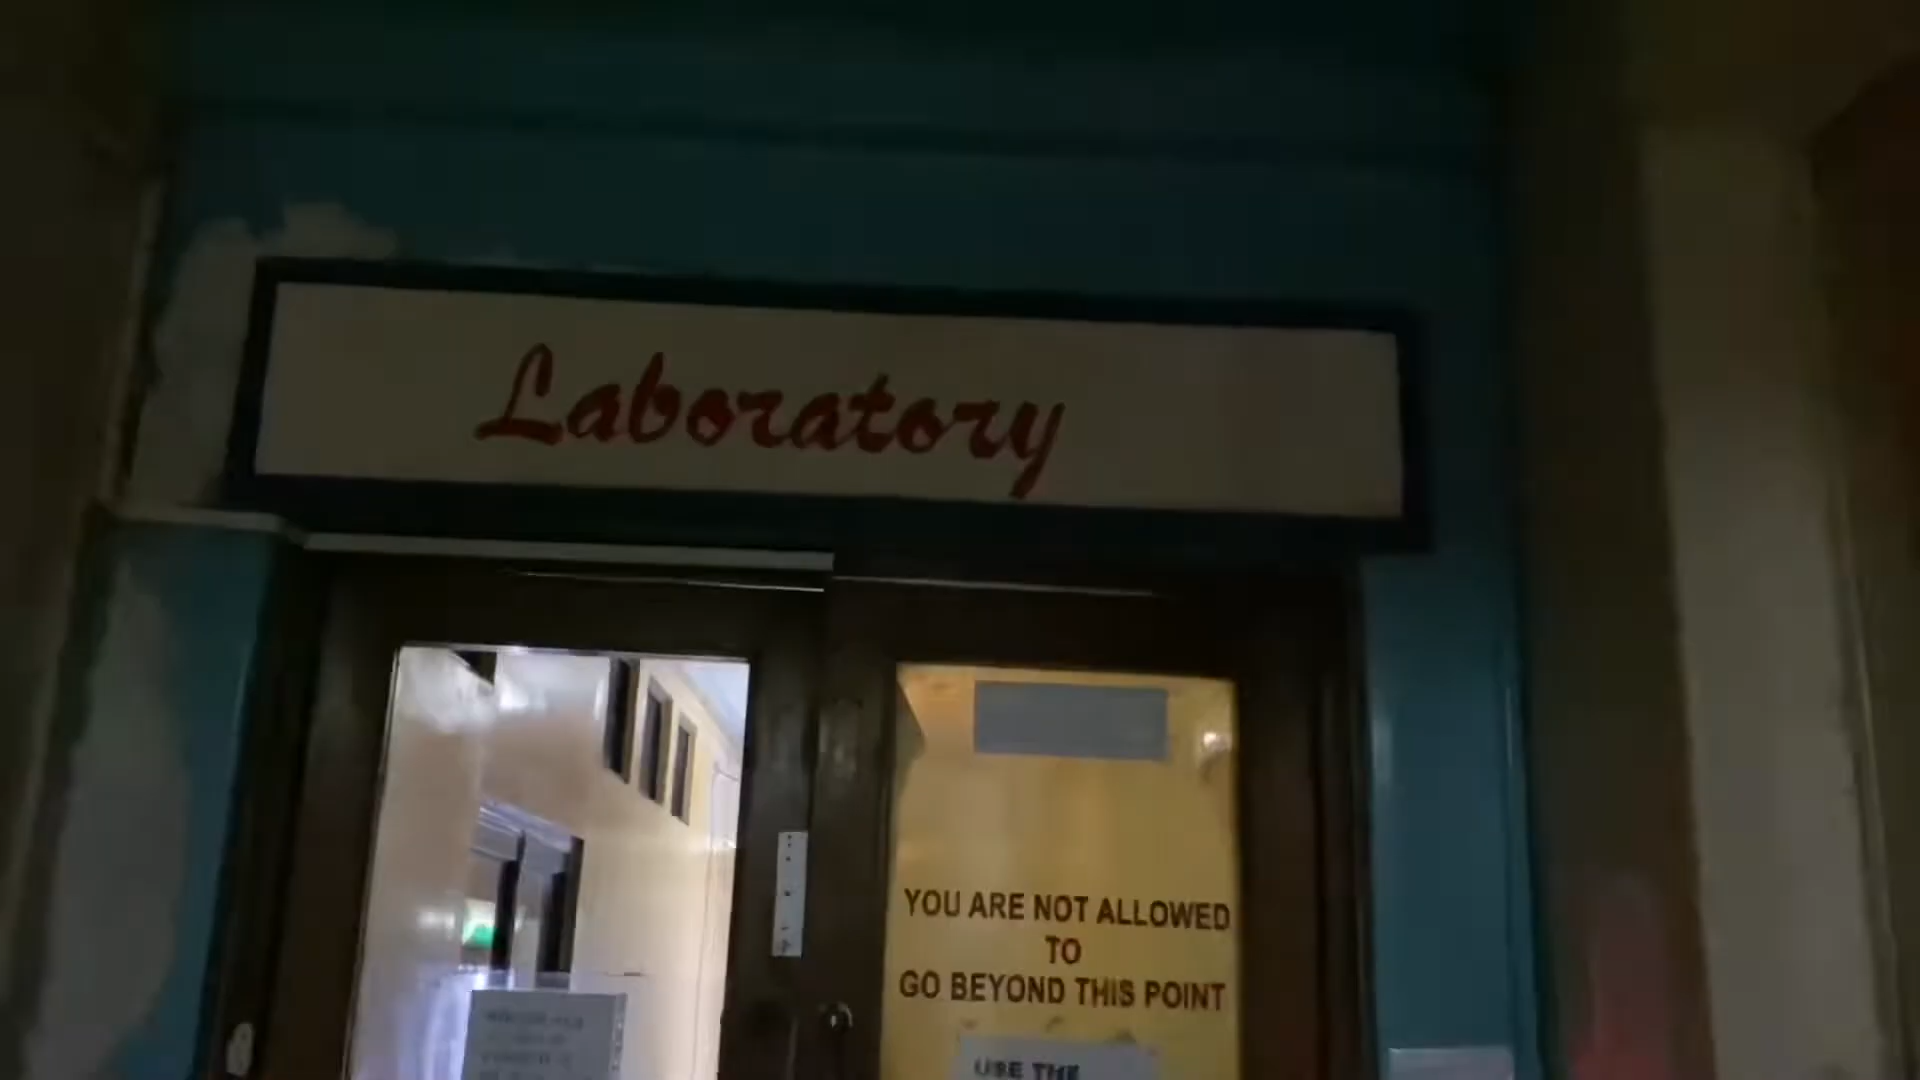 Laboratory
YOU ARE NOT ALLOWED
TO
GO BEYOND THIS POINT
USE THE